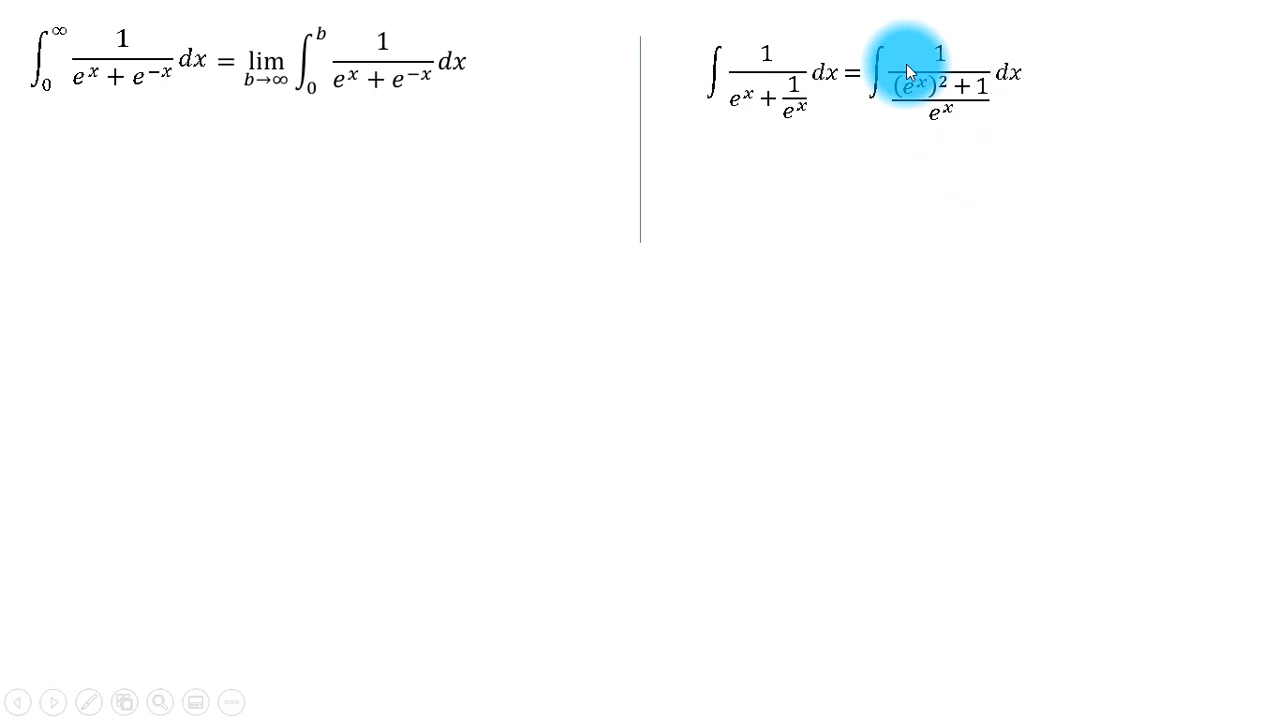 ∫₀^∞ 1/(eˣ + e⁻ˣ) dx = lim_{b→∞} ∫₀^b 1/(eˣ + e⁻ˣ) dx
∫ 1/(eˣ + 1/eˣ) dx = ∫ 1/(((eˣ)² + 1)/eˣ) dx